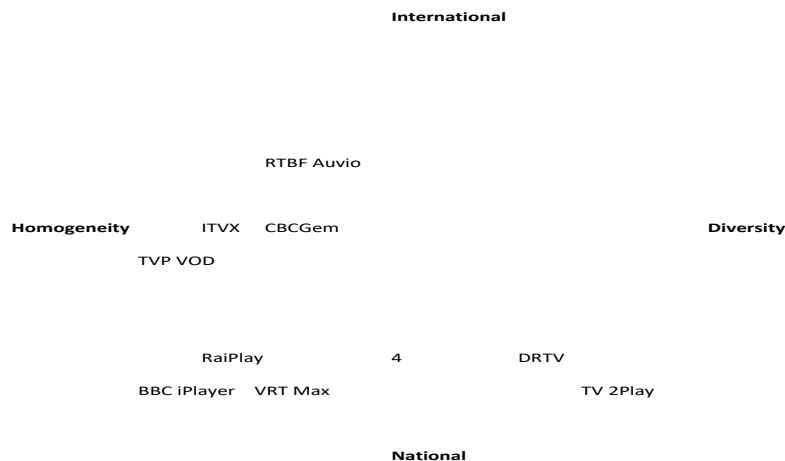 International
RTBF Auvio
Homogeneity ITVX CBCGem Diversity
TVP VOD
RaiPlay 4 DRTV
BBC iPlayer VRT Max TV 2Play
National